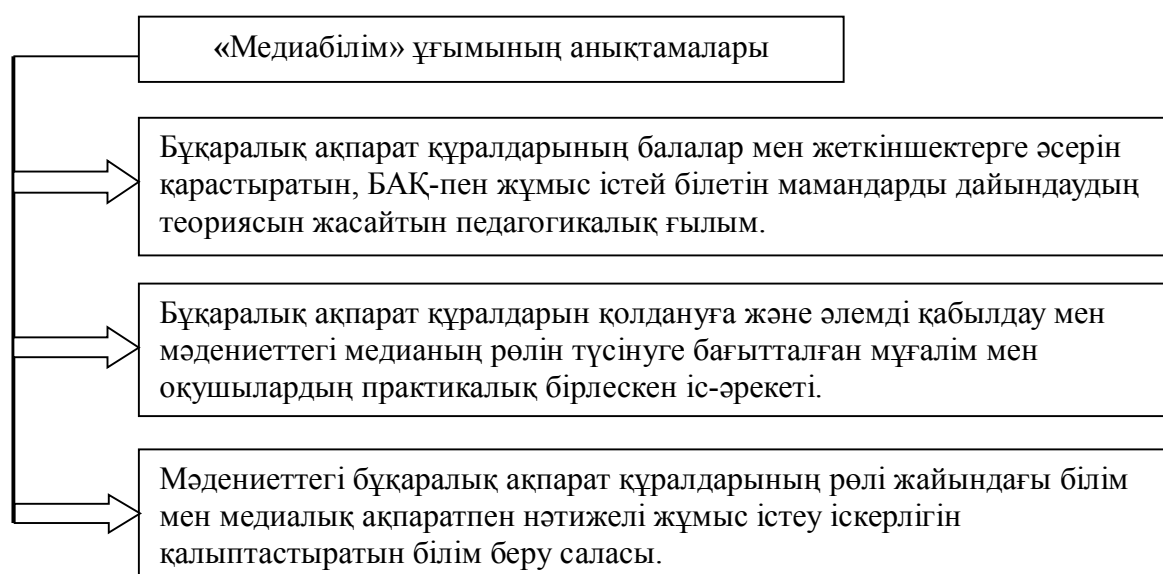 «Медиабілім» ұғымының анықтамалары
Бұқаралық ақпарат құралдарының балалар мен жеткіншектерге әсерін
қарастыратын, БАҚ-пен жұмыс істей білетін мамандарды дайындаудың
теориясын жасайтын педагогикалық ғылым.
Бұқаралық ақпарат құралдарын қолдануға және әлемді қабылдау мен
мәдениеттегі медианың рөлін түсінуге бағытталған мұғалім мен
оқушылардың практикалық бірлескен іс-әрекеті.
Мәдениеттегі бұқаралық ақпарат құралдарының рөлі жайындағы білім
мен медиалық ақпаратпен нәтижелі жұмыс істеу іскерлігін
қалыптастыратын білім беру саласы.